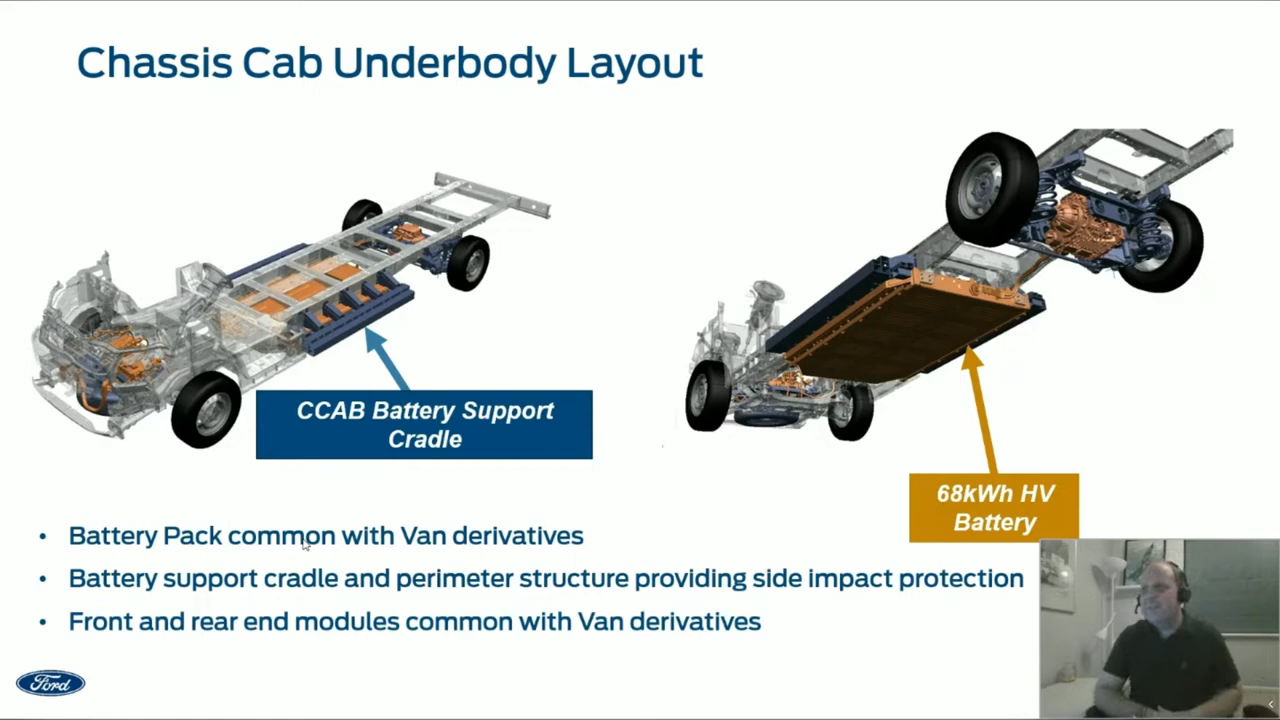 Chassis Cab Underbody Layout
CCAB Battery Support
Cradle
68kWh HV
Battery
• Battery Pack common with Van derivatives
• Battery support cradle and perimeter structure providing side impact protection
• Front and rear end modules common with Van derivatives
Ford